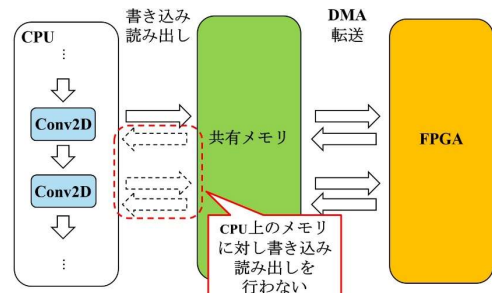 CPU
書き込み
読み出し
DMA
転送
⋮
Conv2D
Conv2D
⋮
共有メモリ
FPGA
CPU上のメモリ
に対し書き込み
読み出しを
行わない